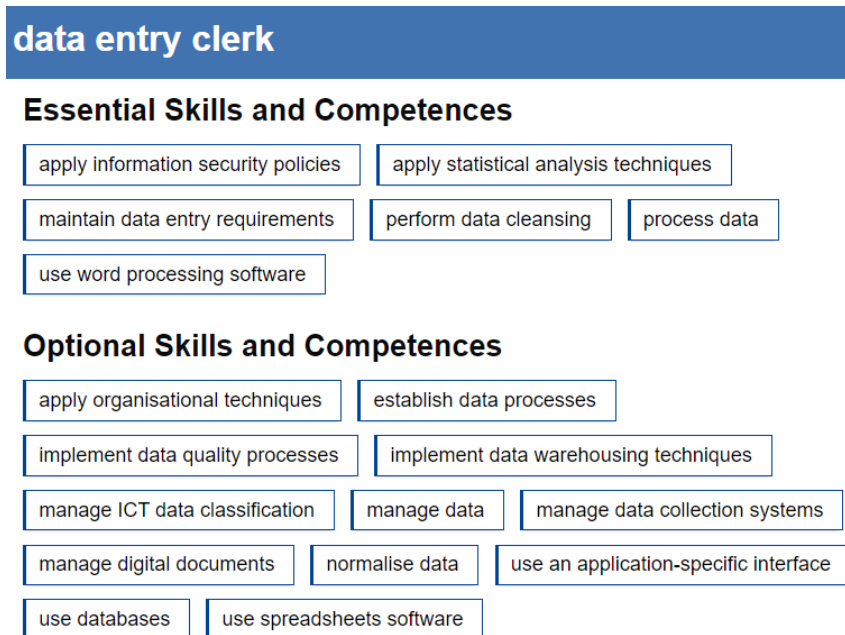 data entry clerk
Essential Skills and Competences
apply information security policies apply statistical analysis techniques
maintain data entry requirements perform data cleansing process data
use word processing software
Optional Skills and Competences
apply organisational techniques establish data processes
implement data quality processes implement data warehousing techniques
manage ICT data classification manage data manage data collection systems
manage digital documents normalise data use an application-specific interface
use databases use spreadsheets software